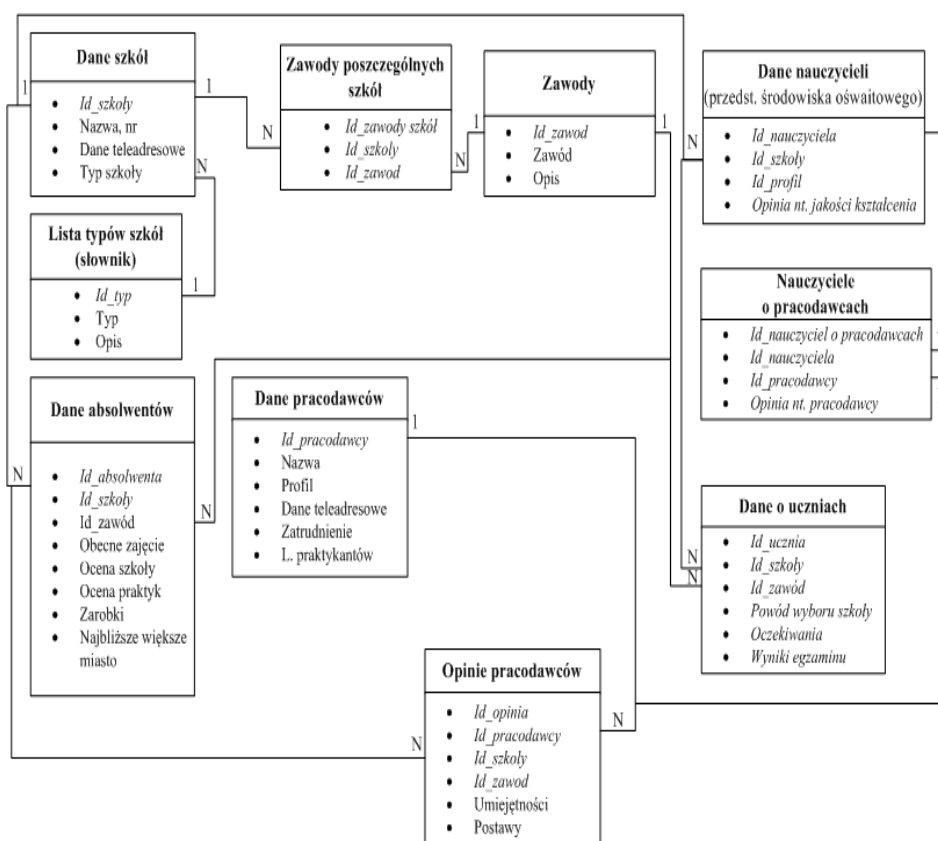 Dane szkół
• Id_szkoły
• Nazwa, nr
• Dane teleadresowe
• Typ szkoły
1
1
N
Zawody poszczególnych
szkół
• Id_zawody szkół
• Id_szkoly
• Id_zawod
N
1
N
Zawody
• Id_zawod
• Zawód
• Opis
1
Dane nauczycieli
(przedst. środowiska oświaitowego)
• Id_nauczyciela
• Id_szkoły
• Id_profil
• Opinia nt. jakości kształcenia
N
Lista typów szkół
(słownik)
• Id_typ
• Typ
• Opis
1
Nauczyciele
o pracodawcach
• Id_nauczyciel o pracodawcach
• Id_nauczyciela
• Id_pracodawcy
• Opinia nt. pracodawcy
Dane absolwentów
• Id_absolwenta
• Id_szkoły
• Id_zawód
• Obecne zajęcie
• Ocena szkoły
• Ocena praktyk
• Zarobki
• Najbliższe większe
miasto
N
N
Dane pracodawców
• Id_pracodawcy
• Nazwa
• Profil
• Dane teleadresowe
• Zatrudnienie
• L. praktykantów
1
Dane o uczniach
• Id_ucznia
• Id_szkoły
• Id_zawód
• Powód wyboru szkoły
• Oczekiwania
• Wyniki egzaminu
N
N
Opinie pracodawców
• Id_opinia
• Id_pracodawcy
• Id_szkoły
• Id_zawod
• Umiejętności
• Postawy
N
N